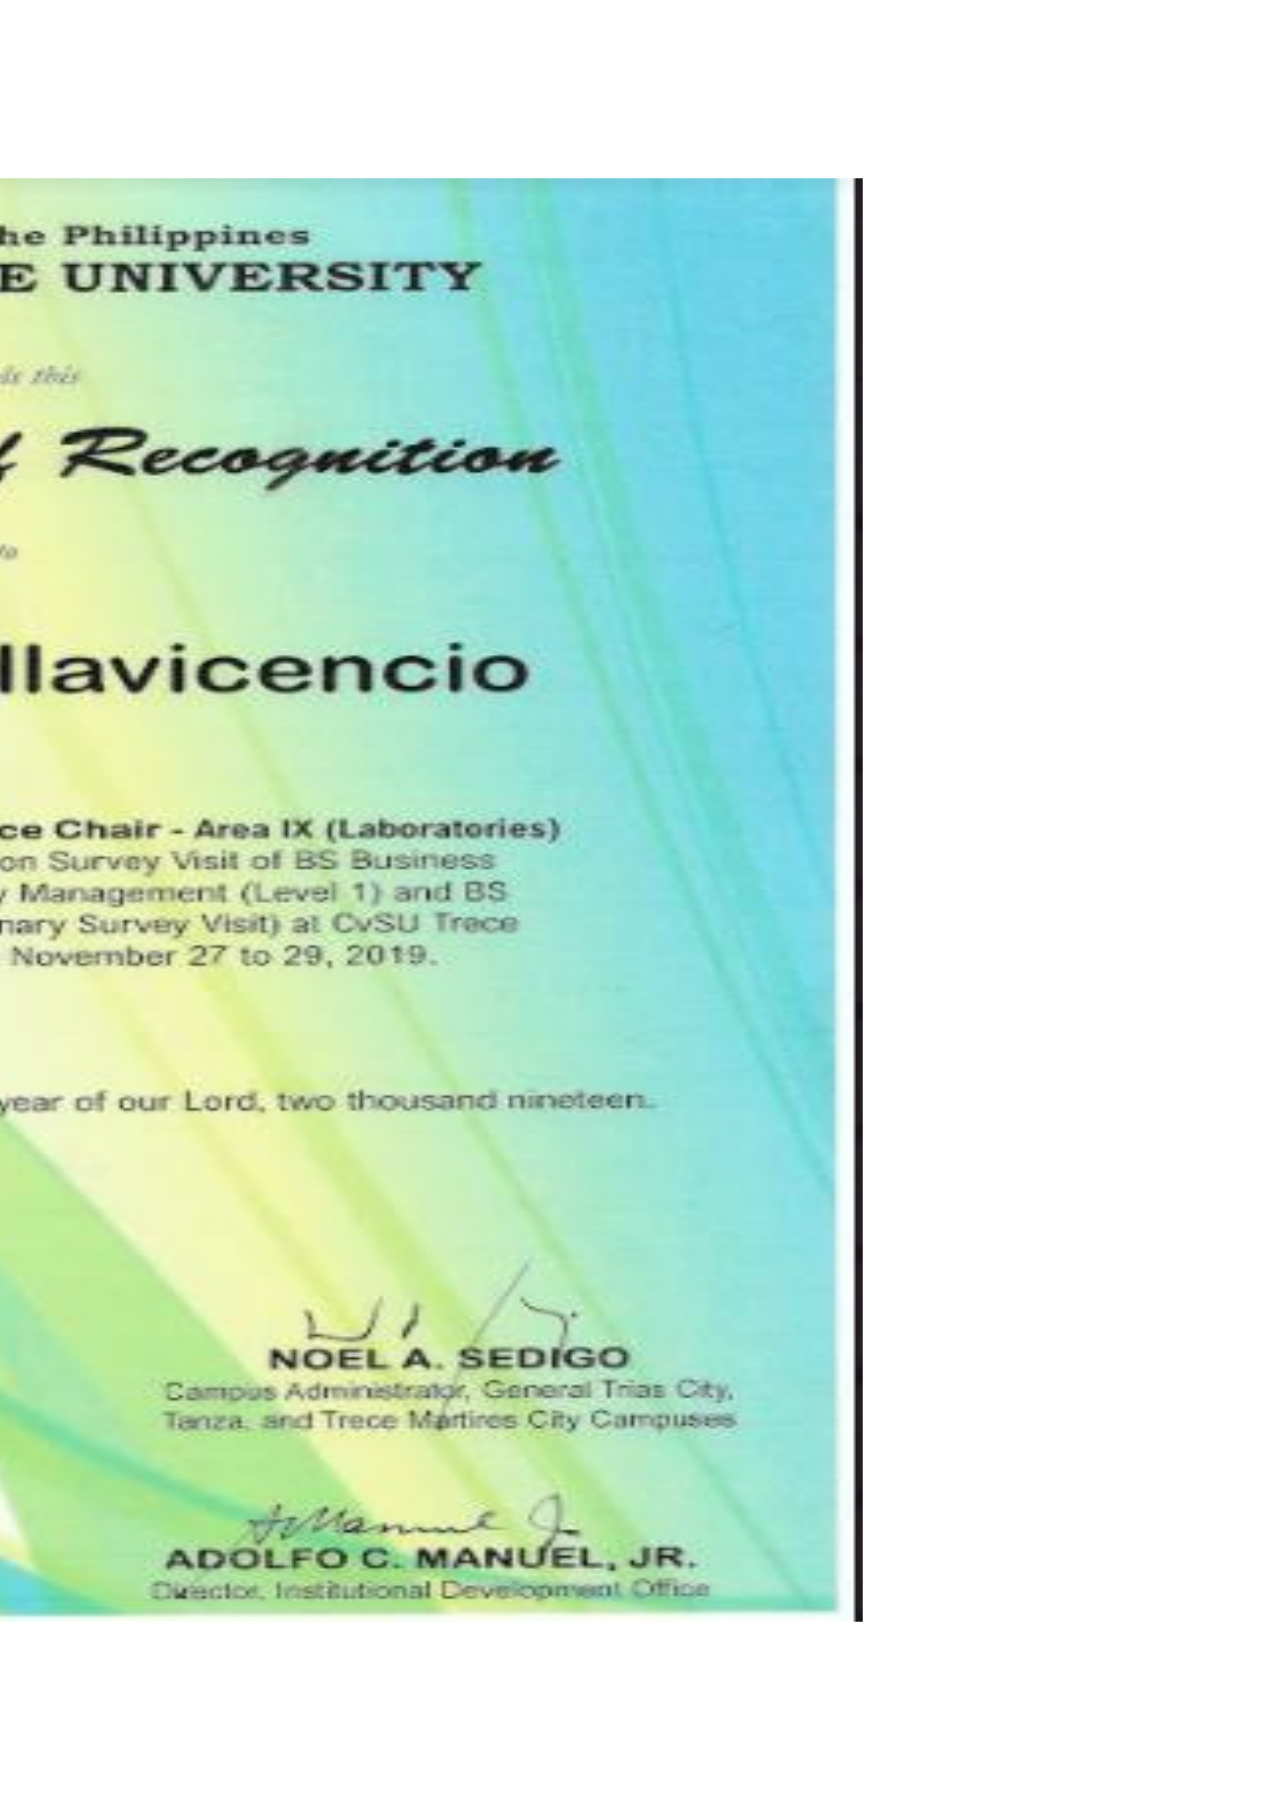 he Philippines
E UNIVERSITY
is this
f Recognition
to
llavicencio
ce Chair - Area IX (Laboratories)
on Survey Visit of BS Business
y Management (Level 1) and BS
nary Survey Visit) at CvSU Trece
November 27 to 29, 2019.
year of our Lord, two thousand nineteen.
NOEL A. SEDIGO
Campus Administrator, General Trias City,
Tanza, and Trece Martires City Campuses
ADOLFO C. MANUEL, JR.
Director, Institutional Development Office